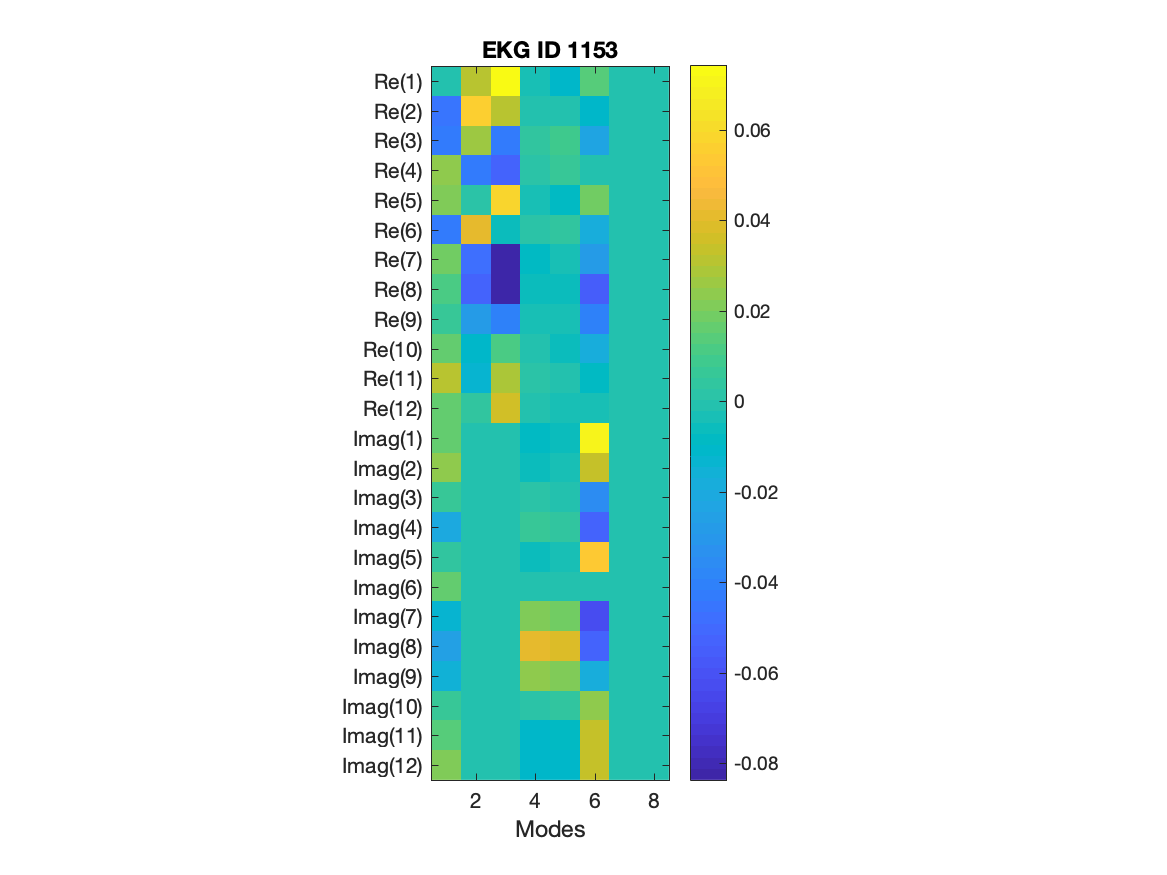 EKG ID 1153
Re(1)
Re(2)
Re(3)
Re(4)
Re(5)
Re(6)
Re(7)
Re(8)
Re(9)
Re(10)
Re(11)
Re(12)
Imag(1)
Imag(2)
Imag(3)
Imag(4)
Imag(5)
Imag(6)
Imag(7)
Imag(8)
Imag(9)
Imag(10)
Imag(11)
Imag(12)
2 4 6 8
Modes
0.06
0.04
0.02
0
-0.02
-0.04
-0.06
-0.08